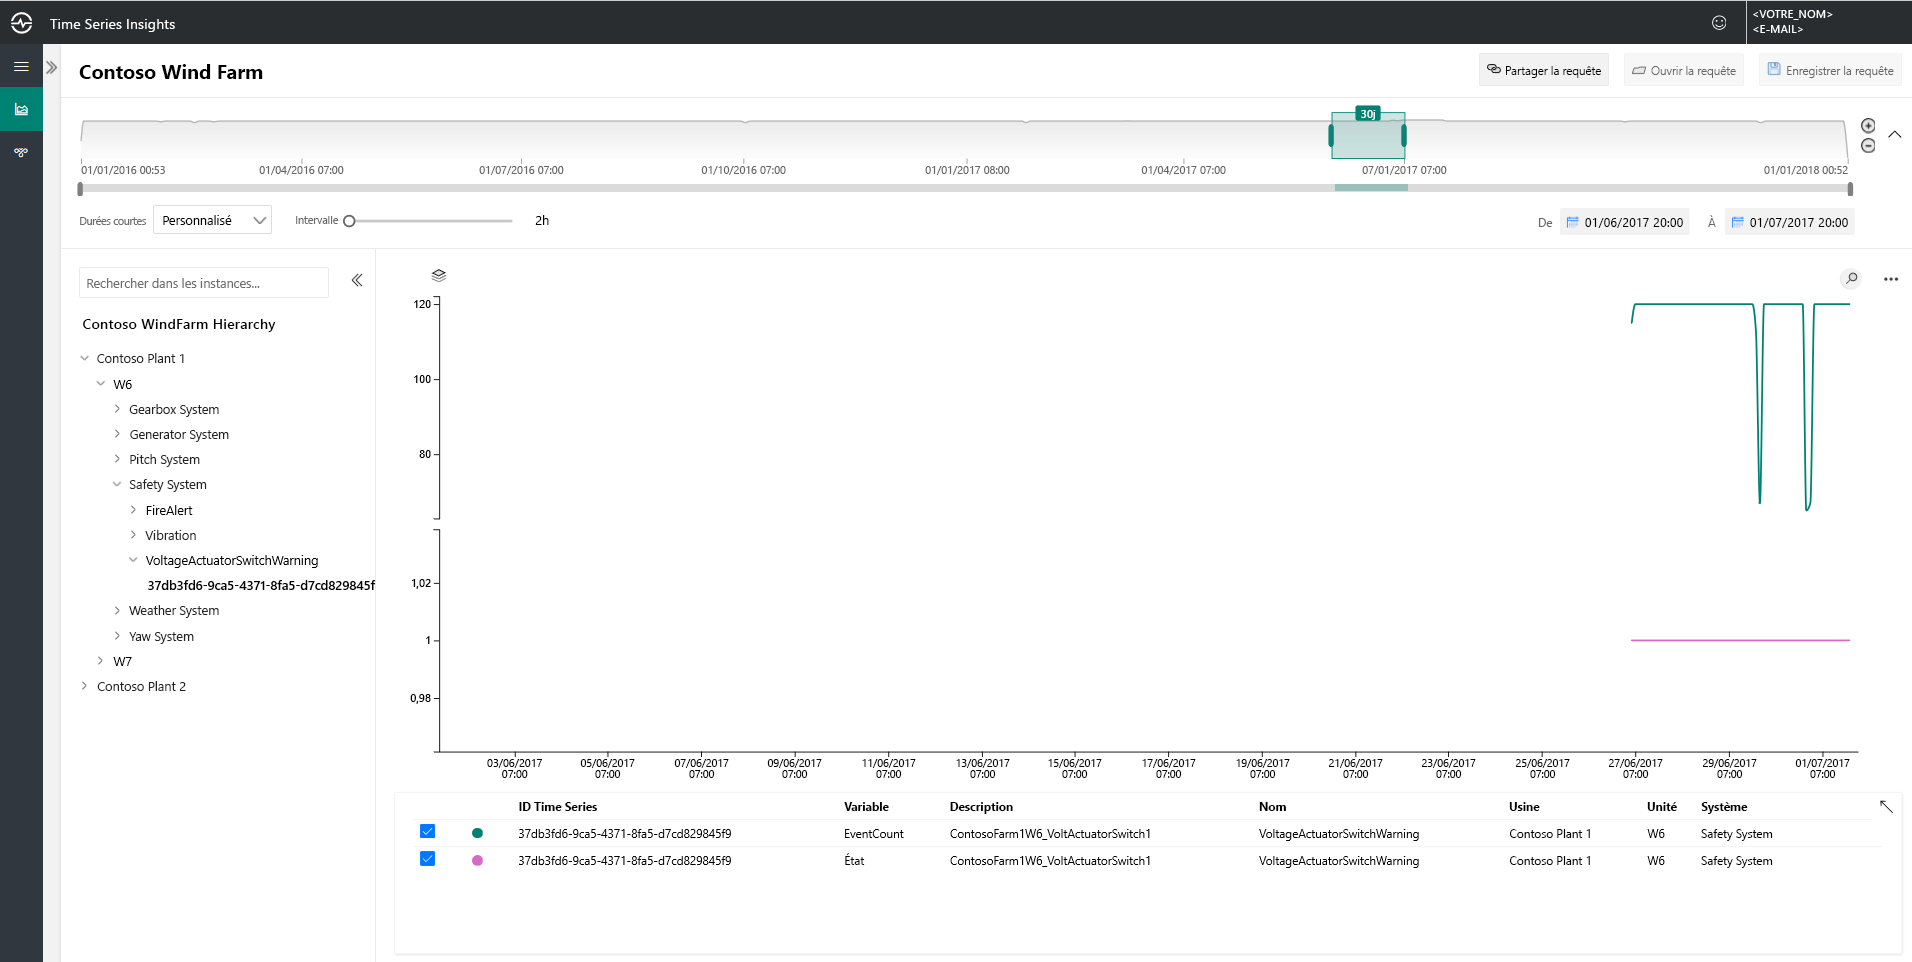 Time Series Insights
<VOTRE_NOM>
<E-MAIL>
Contoso Wind Farm
Partager la requête
Ouvrir la requête
Enregistrer la requête
30j
01/01/2016 00:53
01/04/2016 07:00
01/07/2016 07:00
01/10/2016 07:00
01/01/2017 08:00
01/04/2017 07:00
07/01/2017 07:00
01/01/2018 00:52
Durées courtes
Personnalisé
Intervalle
2h
De
01/06/2017 20:00
À
01/07/2017 20:00
Rechercher dans les instances...
Contoso WindFarm Hierarchy
Contoso Plant 1
W6
Gearbox System
Generator System
Pitch System
Safety System
FireAlert
Vibration
VoltageActuatorSwitchWarning
37db3fd6-9ca5-4371-8fa5-d7cd829845f
Weather System
Yaw System
W7
Contoso Plant 2
120
100
80
1,02
1
0,98
03/06/2017
07:00
05/06/2017
07:00
07/06/2017
07:00
09/06/2017
07:00
11/06/2017
07:00
13/06/2017
07:00
15/06/2017
07:00
17/06/2017
07:00
19/06/2017
07:00
21/06/2017
07:00
23/06/2017
07:00
25/06/2017
07:00
27/06/2017
07:00
29/06/2017
07:00
01/07/2017
07:00
ID Time Series Variable Description Nom Usine Unité Système
37db3fd6-9ca5-4371-8fa5-d7cd829845f9 EventCount ContosoFarm1W6_VoltActuatorSwitch1 VoltageActuatorSwitchWarning Contoso Plant 1 W6 Safety System
37db3fd6-9ca5-4371-8fa5-d7cd829845f9 État ContosoFarm1W6_VoltActuatorSwitch1 VoltageActuatorSwitchWarning Contoso Plant 1 W6 Safety System